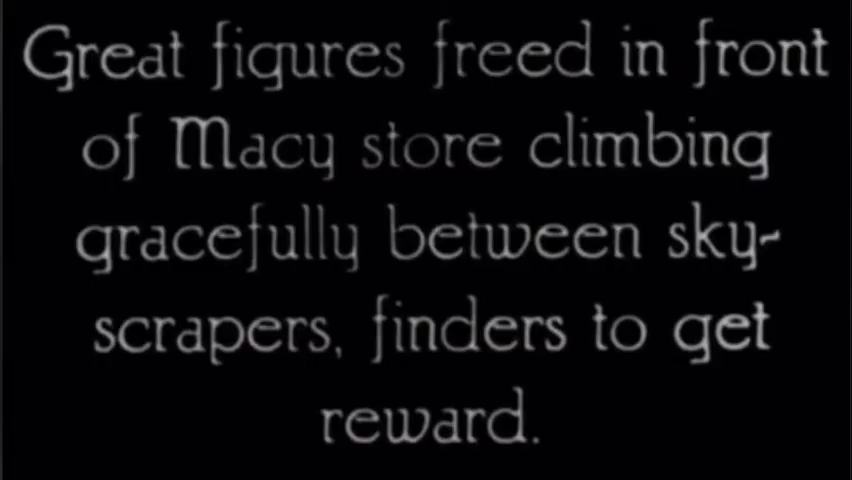 Great figures freed in front
of Macy store climbing
gracefully between sky-
scrapers, finders to get
reward.